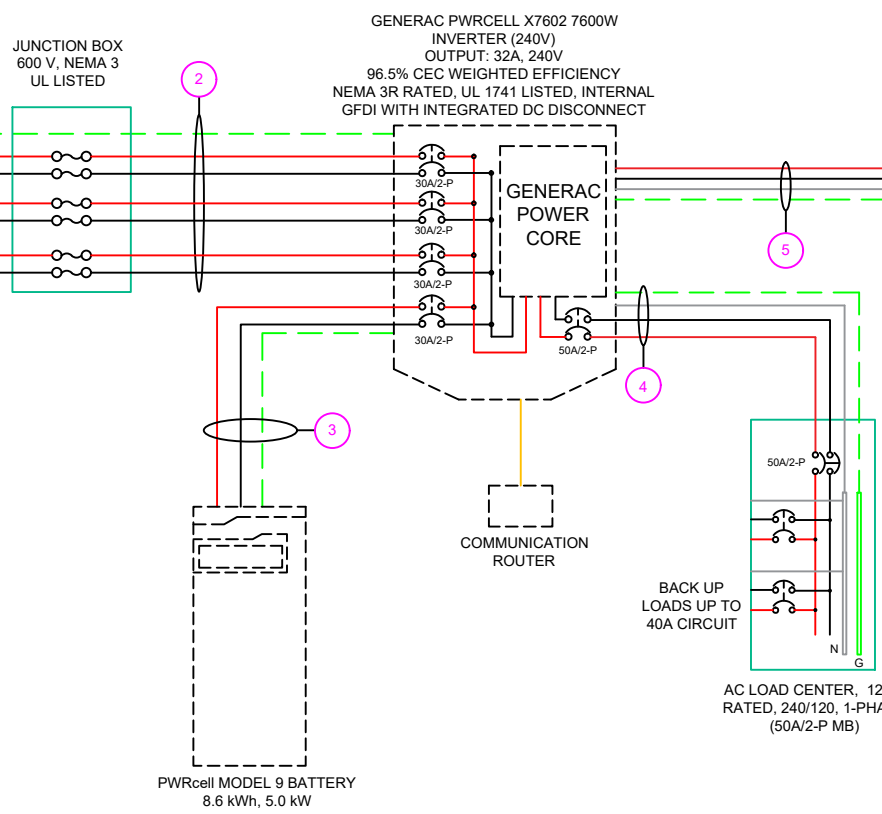 GENERAC PWRCELL X7602 7600W
INVERTER (240V)
OUTPUT: 32A, 240V
96.5% CEC WEIGHTED EFFICIENCY
NEMA 3R RATED, UL 1741 LISTED, INTERNAL
GFDI WITH INTEGRATED DC DISCONNECT
JUNCTION BOX
600 V, NEMA 3
UL LISTED
2
30A/2-P
30A/2-P
30A/2-P
30A/2-P
GENERAC
POWER
CORE
50A/2-P
5
4
3
50A/2-P
COMMUNICATION
ROUTER
BACK UP
LOADS UP TO
40A CIRCUIT
N
G
AC LOAD CENTER, 12
RATED, 240/120, 1-PHA
(50A/2-P MB)
PWRcell MODEL 9 BATTERY
8.6 kWh, 5.0 kW